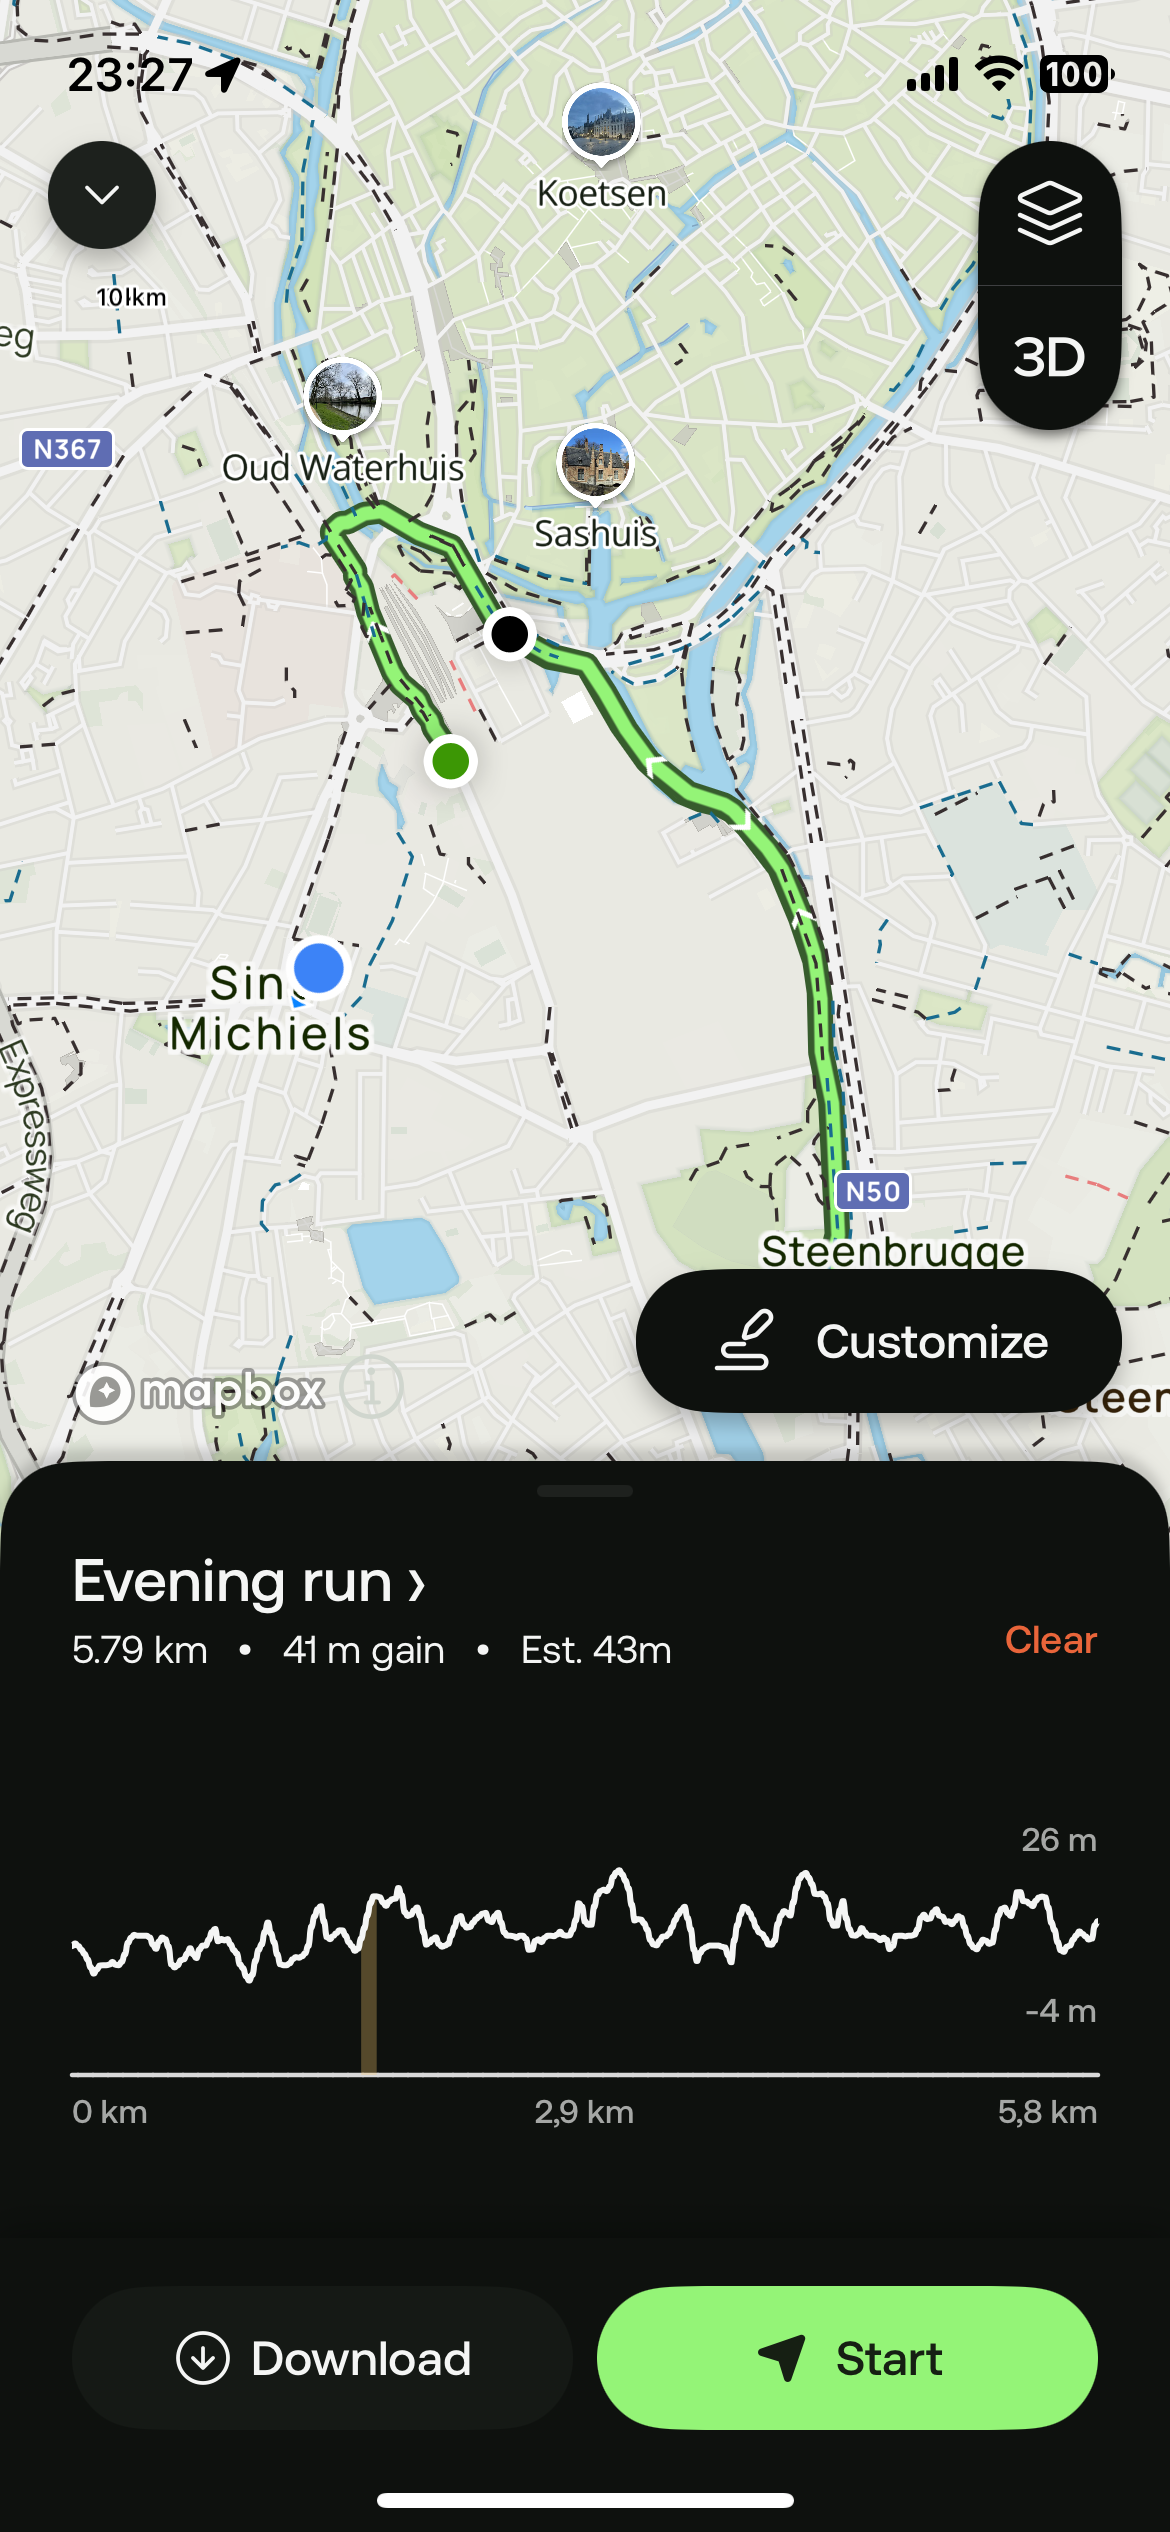 23:27
100
Koetsen
10 km
eg
3D
N367
Oud Waterhuis
Sashuis
Michiels
Expressweg
N50
Steenbrugge
Customize
mapbox
Evening run ›
5.79 km • 41 m gain • Est. 43m
Clear
26 m
-4 m
0 km
2,9 km
5,8 km
Download
Start